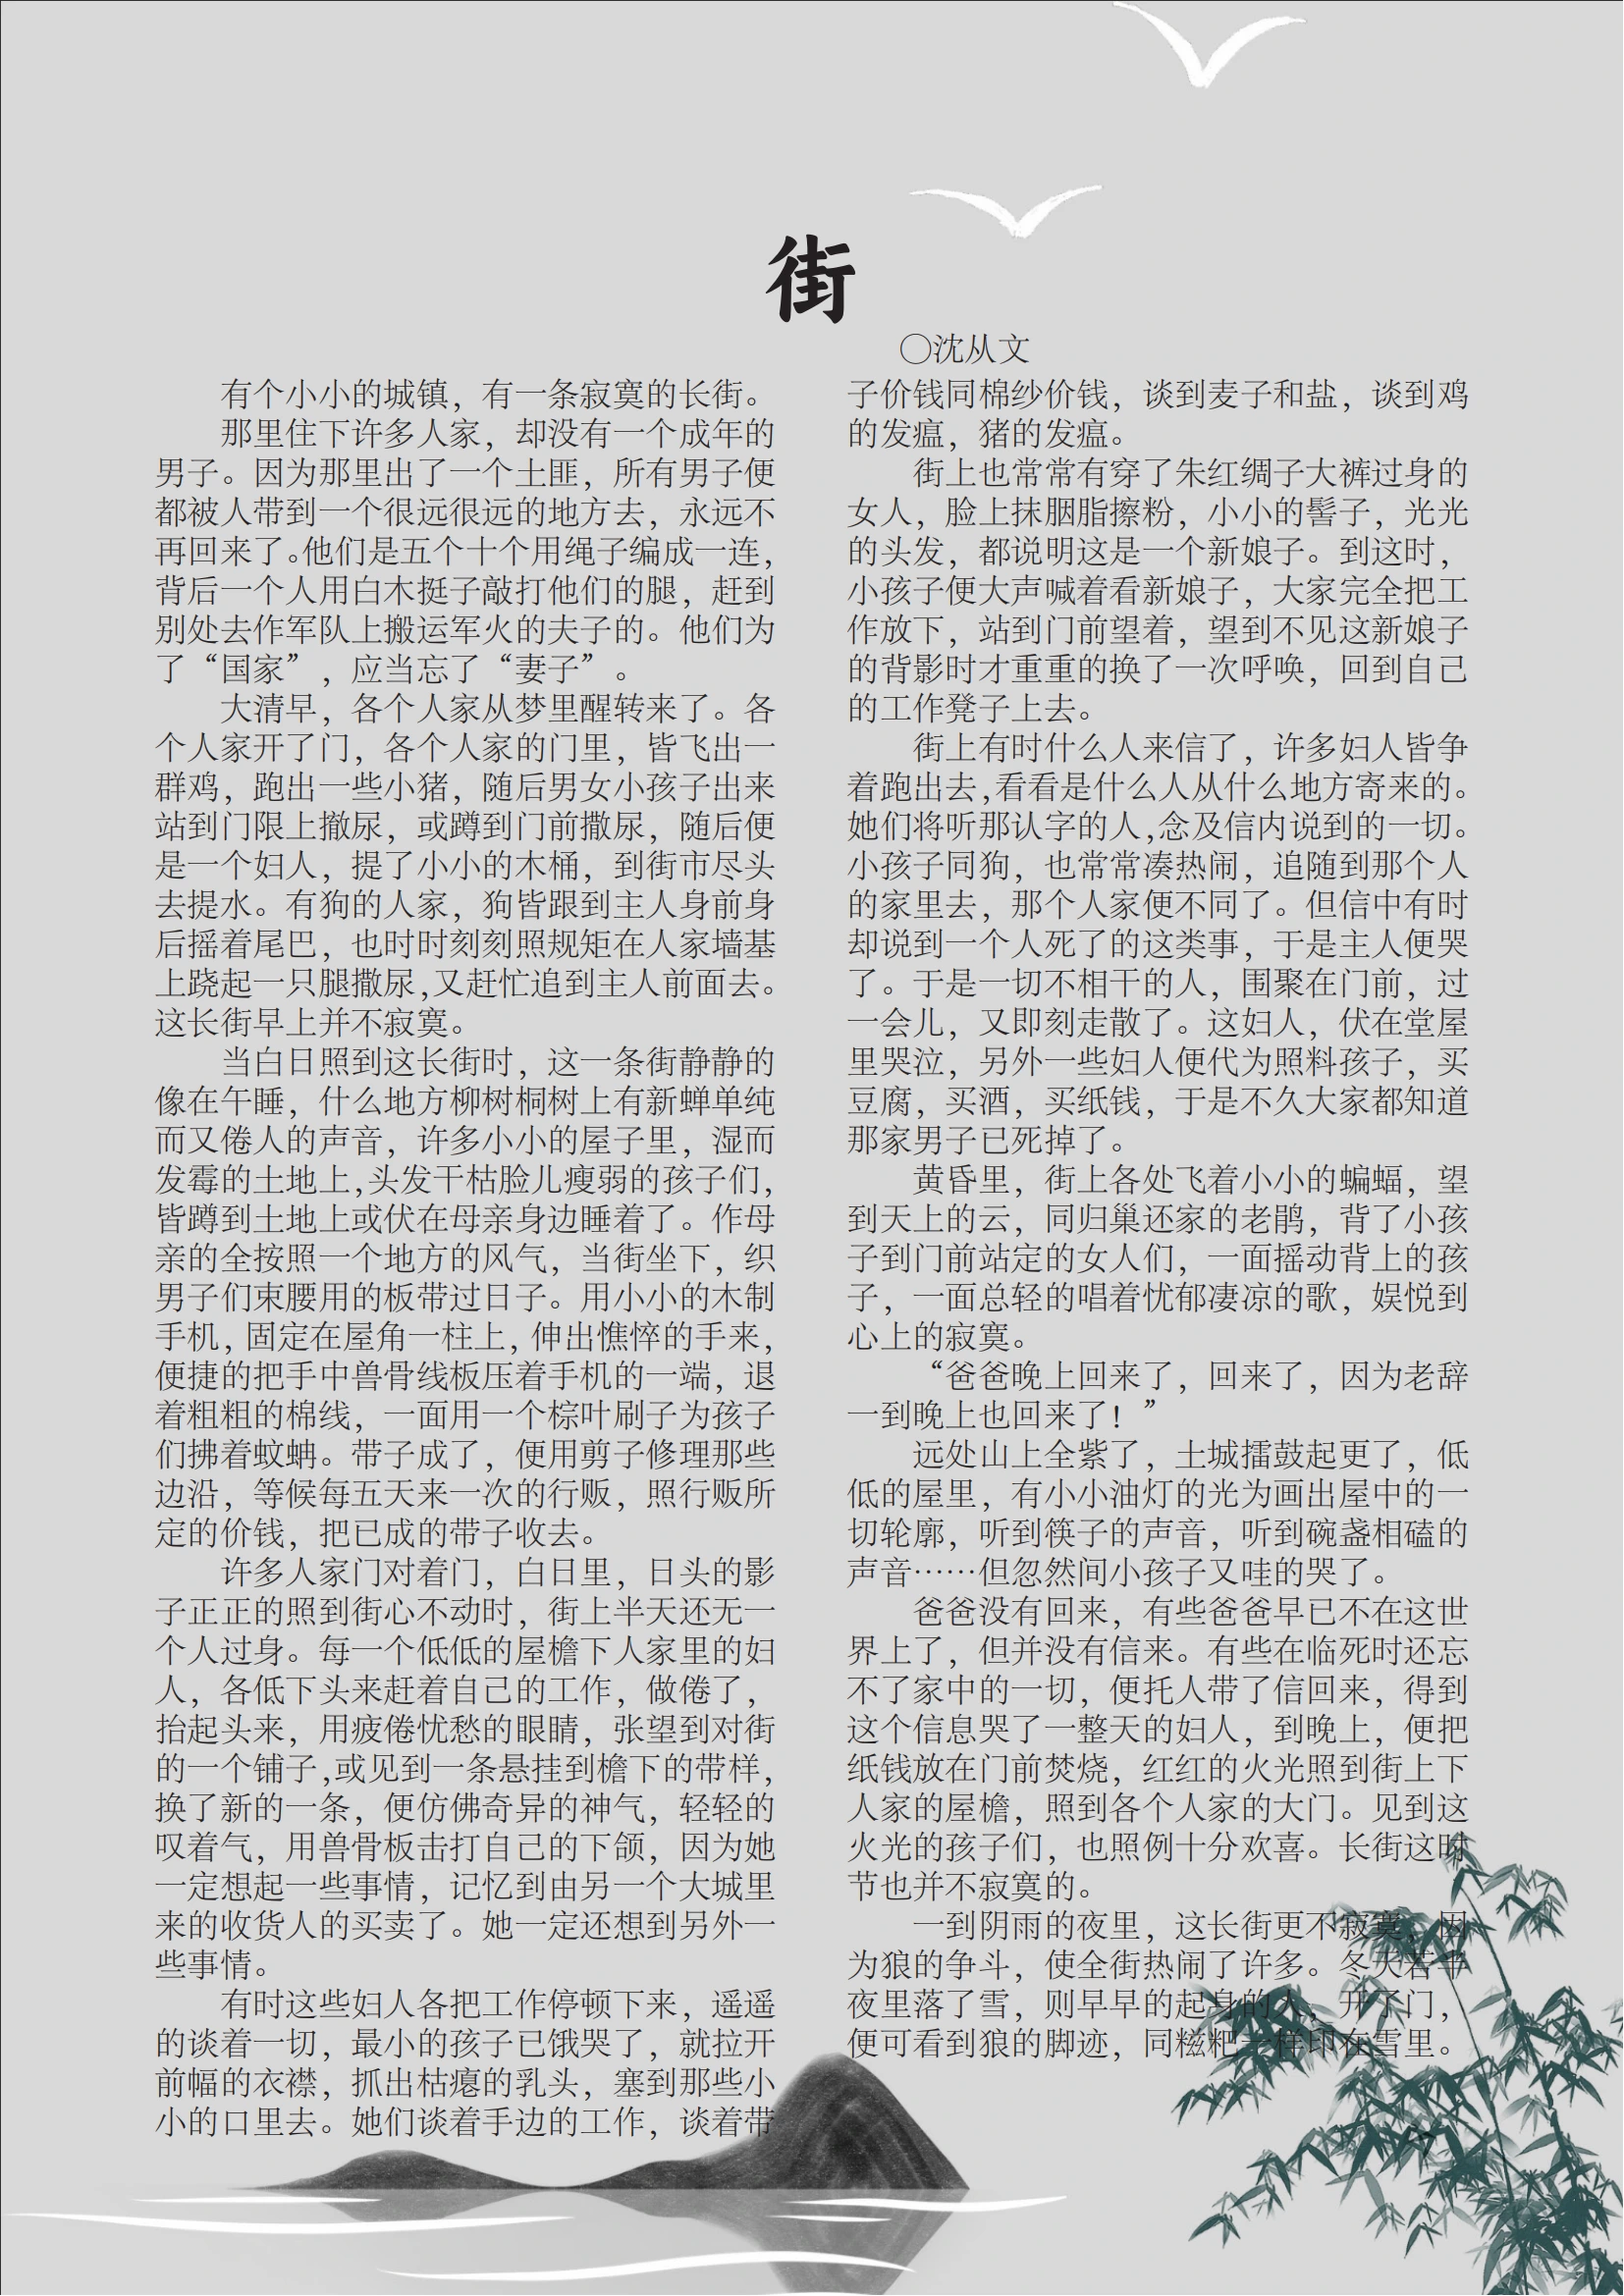 街
〇沈从文
有个小小的城镇，有一条寂寞的长街。
那里住下许多人家，却没有一个成年的
男子。因为那里出了一个土匪，所有男子便
都被人带到一个很远很远的地方去，永远不
再回来了。他们是五个十个用绳子编成一连，
背后一个人用白木挺子敲打他们的腿，赶到
别处去作军队上搬运军火的夫子的。他们为
了“国家”，应当忘了“妻子”。
大清早，各个人家从梦里醒转来了。各
个人家开了门，各个人家的门里，皆飞出一
群鸡，跑出一些小猪，随后男女小孩子出来
站到门限上撤尿，或蹲到门前撒尿，随后便
是一个妇人，提了小小的木桶，到街市尽头
去提水。有狗的人家，狗皆跟到主人身前身
后摇着尾巴，也时时刻刻照规矩在人家墙基
上跷起一只腿撒尿，又赶忙追到主人前面去。
这长街早上并不寂寞。
当白日照到这长街时，这一条街静静的
像在午睡，什么地方柳树桐树上有新蝉单纯
而又倦人的声音，许多小小的屋子里，湿而
发霉的土地上，头发干枯脸儿瘦弱的孩子们，
皆蹲到土地上或伏在母亲身边睡着了。作母
亲的全按照一个地方的风气，当街坐下，织
男子们束腰用的板带过日子。用小小的木制
手机，固定在屋角一柱上，伸出憔悴的手来，
便捷的把手中兽骨线板压着手机的一端，退
着粗粗的棉线，一面用一个棕叶刷子为孩子
们拂着蚊蚋。带子成了，便用剪子修理那些
边沿，等候每五天来一次的行贩，照行贩所
定的价钱，把已成的带子收去。
许多人家门对着门，白日里，日头的影
子正正的照到街心不动时，街上半天还无一
个人过身。每一个低低的屋檐下人家里的妇
人，各低下头来赶着自己的工作，做倦了，
抬起头来，用疲倦忧愁的眼睛，张望到对街
的一个铺子，或见到一条悬挂到檐下的带样，
换了新的一条，便仿佛奇异的神气，轻轻的
叹着气，用兽骨板击打自己的下颌，因为她
一定想起一些事情，记忆到由另一个大城里
来的收货人的买卖了。她一定还想到另外一
些事情。
有时这些妇人各把工作停顿下来，遥遥
的谈着一切，最小的孩子已饿哭了，就拉开
前幅的衣襟，抓出枯瘪的乳头，塞到那些小
小的口里去。她们谈着手边的工作，谈着带
子价钱同棉纱价钱，谈到麦子和盐，谈到鸡
的发瘟，猪的发瘟。
街上也常常有穿了朱红绸子大裤过身的
女人，脸上抹胭脂擦粉，小小的髻子，光光
的头发，都说明这是一个新娘子。到这时，
小孩子便大声喊着看新娘子，大家完全把工
作放下，站到门前望着，望到不见这新娘子
的背影时才重重的换了一次呼唤，回到自己
的工作凳子上去。
街上有时什么人来信了，许多妇人皆争
着跑出去，看看是什么人从什么地方寄来的。
她们将听那认字的人，念及信内说到的一切。
小孩子同狗，也常常凑热闹，追随到那个人
的家里去，那个人家便不同了。但信中有时
却说到一个人死了的这类事，于是主人便哭
了。于是一切不相干的人，围聚在门前，过
一会儿，又即刻走散了。这妇人，伏在堂屋
里哭泣，另外一些妇人便代为照料孩子，买
豆腐，买酒，买纸钱，于是不久大家都知道
那家男子已死掉了。
黄昏里，街上各处飞着小小的蝙蝠，望
到天上的云，同归巢还家的老鹃，背了小孩
子到门前站定的女人们，一面摇动背上的孩
子，一面总轻的唱着忧郁凄凉的歌，娱悦到
心上的寂寞。
“爸爸晚上回来了，回来了，因为老辞
一到晚上也回来了！”
远处山上全紫了，土城擂鼓起更了，低
低的屋里，有小小油灯的光为画出屋中的一
切轮廓，听到筷子的声音，听到碗盏相磕的
声音……但忽然间小孩子又哇的哭了。
爸爸没有回来，有些爸爸早已不在这世
界上了，但并没有信来。有些在临死时还忘
不了家中的一切，便托人带了信回来，得到
这个信息哭了一整天的妇人，到晚上，便把
纸钱放在门前焚烧，红红的火光照到街上下
人家的屋檐，照到各个人家的大门。见到这
火光的孩子们，也照例十分欢喜。长街这时
节也并不寂寞的。
一到阴雨的夜里，这长街更不寂寞，因
为狼的争斗，使全街热闹了许多。冬天若半
夜里落了雪，则早早的起身的人，开了门，
便可看到狼的脚迹，同糍粑一样印在雪里。